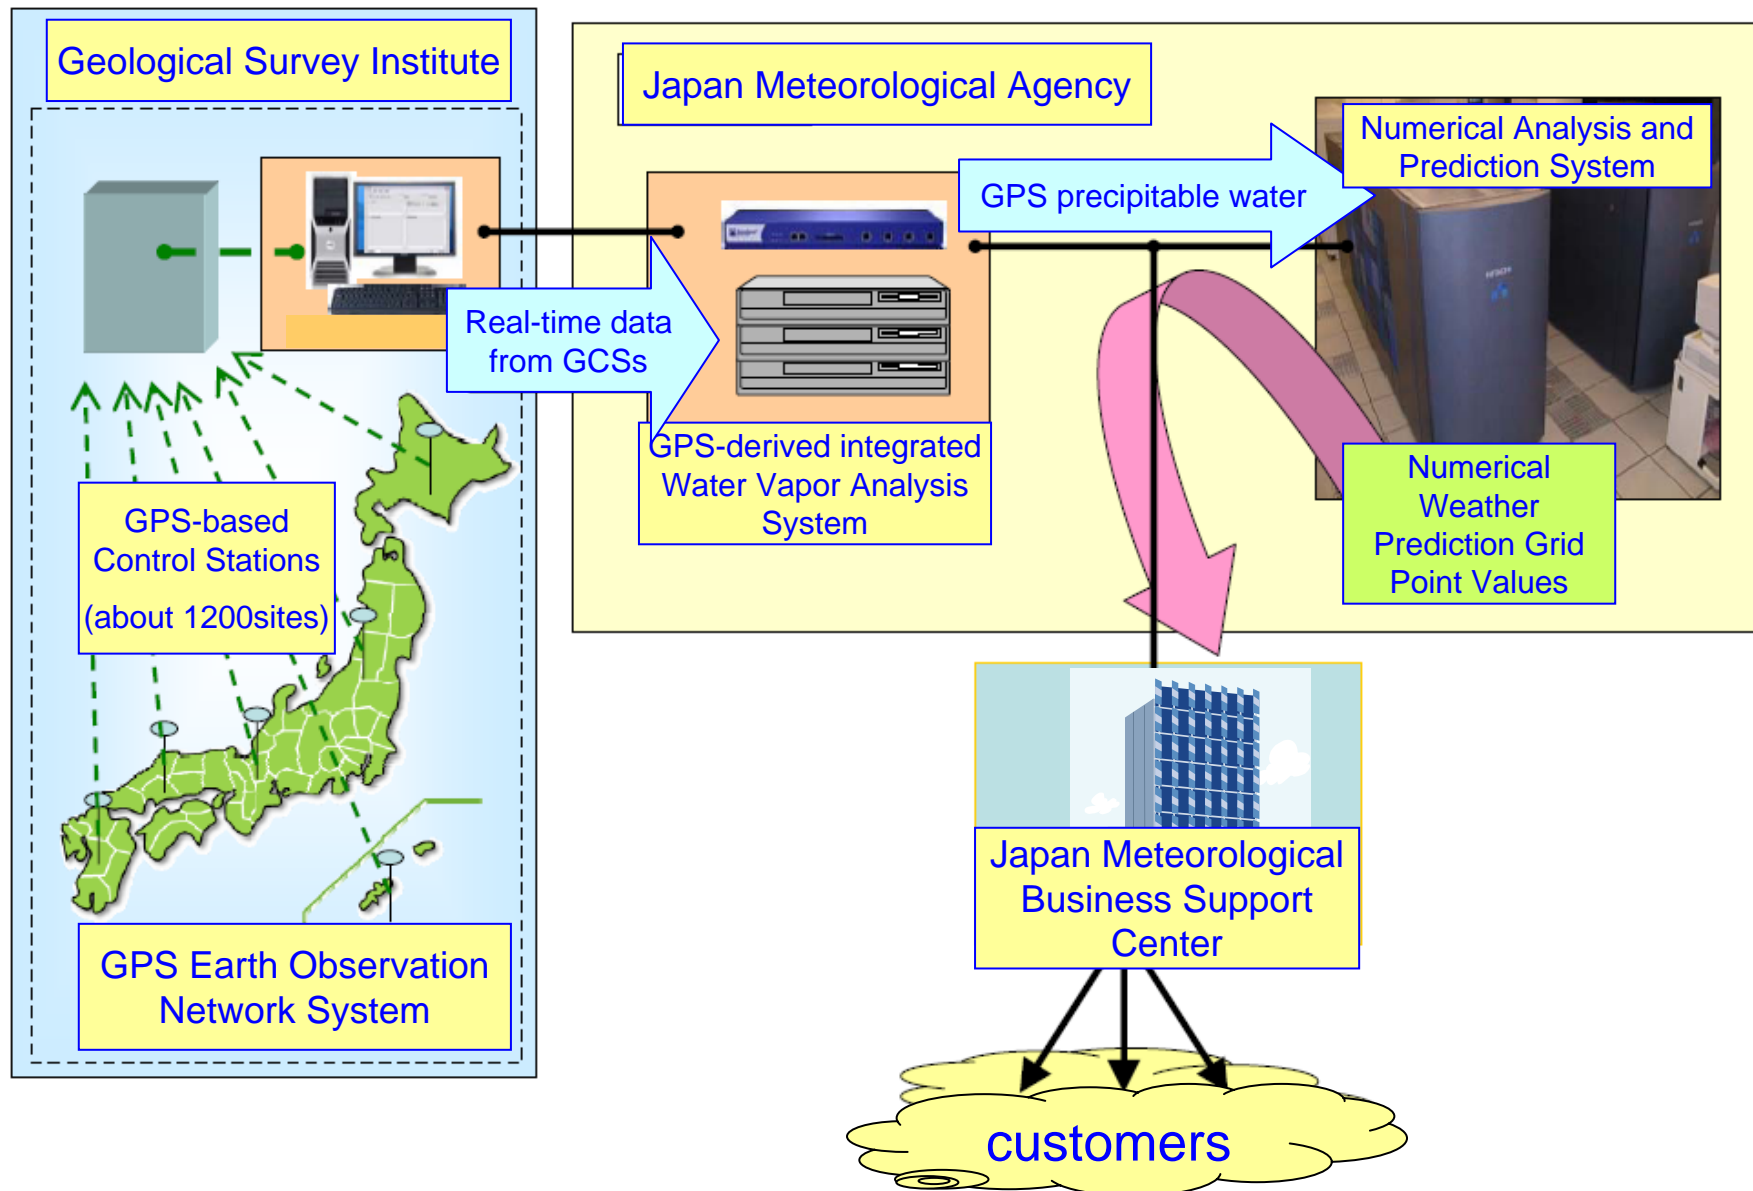 Geological Survey Institute
Japan Meteorological Agency
Numerical Analysis and
Prediction System
GPS precipitable water
HITACHI
Real-time data
from GCSs
GPS-derived integrated
Water Vapor Analysis
System
Numerical
Weather
Prediction Grid
Point Values
GPS-based
Control Stations
(about 1200sites)
GPS Earth Observation
Network System
Japan Meteorological
Business Support
Center
customers